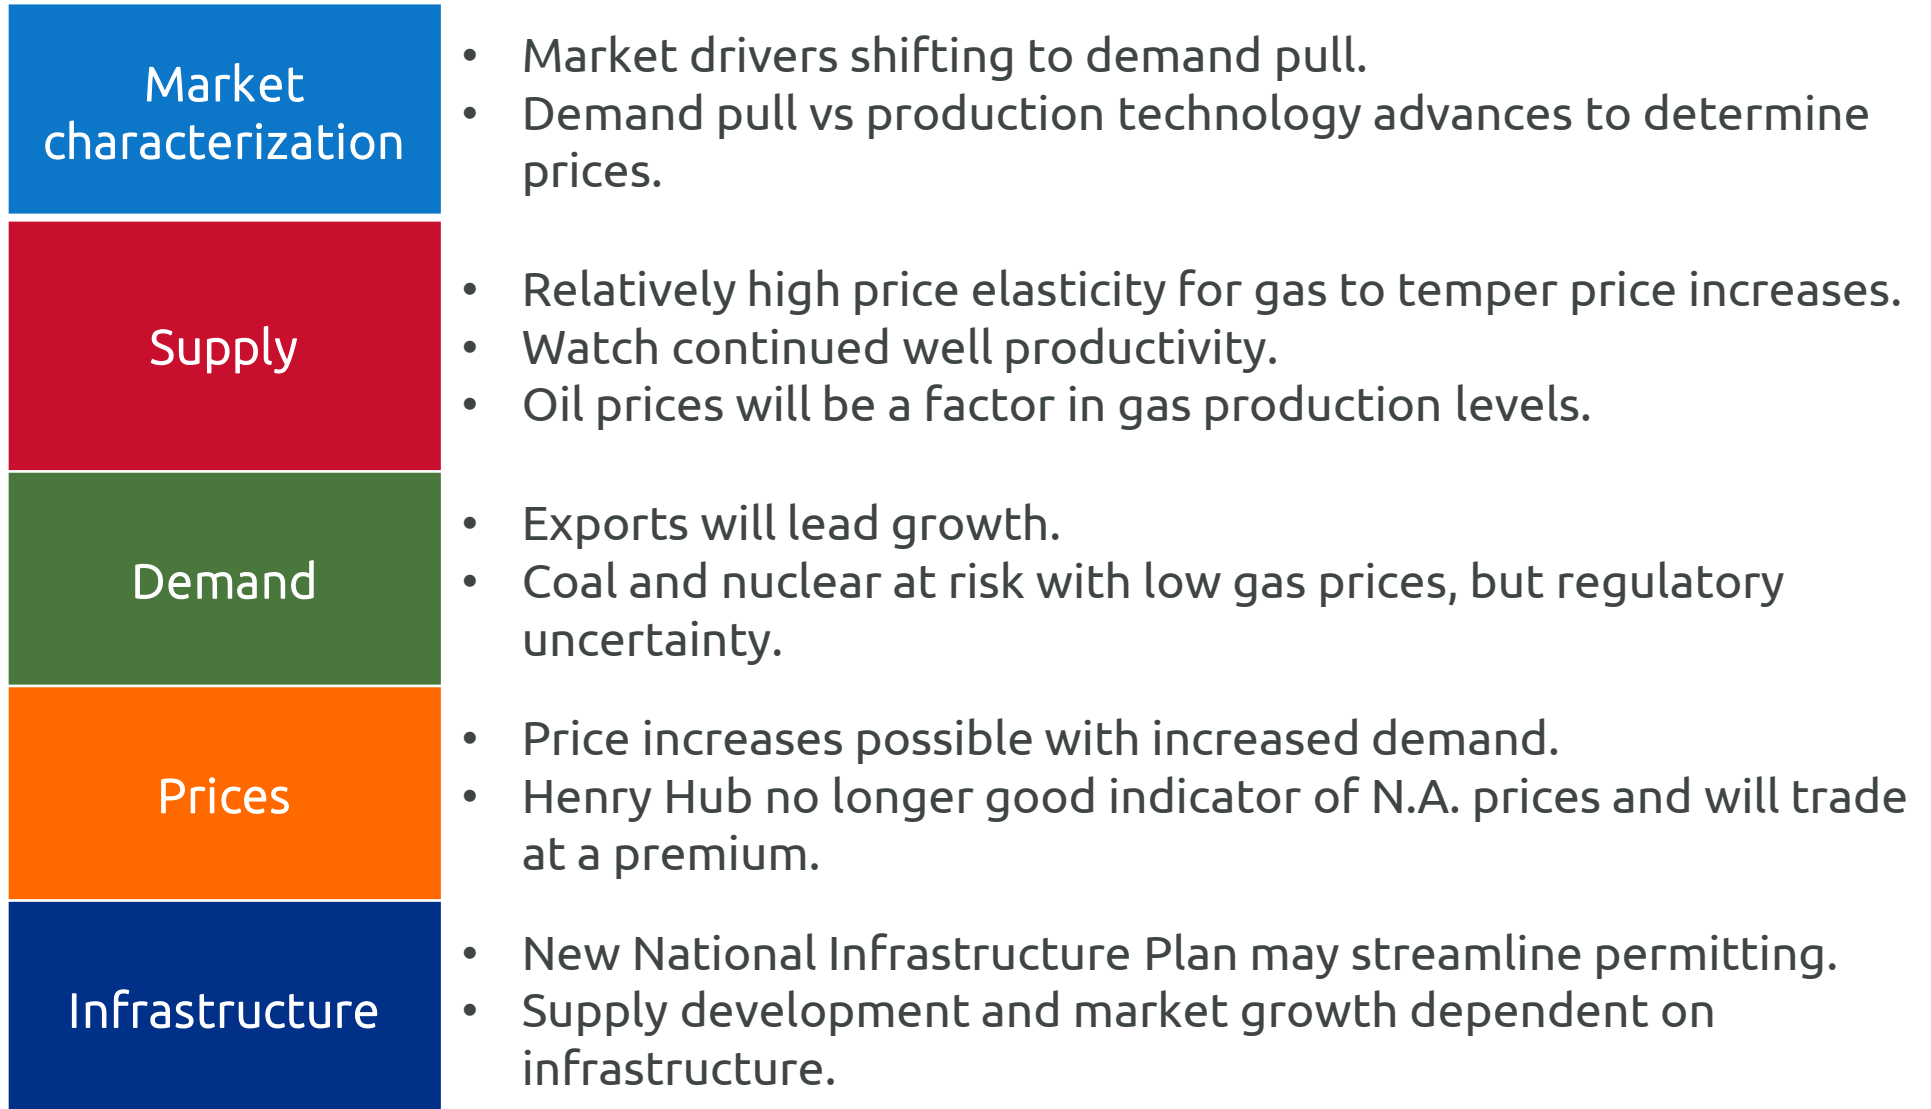 Market
characterization
• Market drivers shifting to demand pull.
• Demand pull vs production technology advances to determine
prices.
Supply
• Relatively high price elasticity for gas to temper price increases.
• Watch continued well productivity.
• Oil prices will be a factor in gas production levels.
Demand
• Exports will lead growth.
• Coal and nuclear at risk with low gas prices, but regulatory
uncertainty.
Prices
• Price increases possible with increased demand.
• Henry Hub no longer good indicator of N.A. prices and will trade
at a premium.
Infrastructure
• New National Infrastructure Plan may streamline permitting.
• Supply development and market growth dependent on
infrastructure.